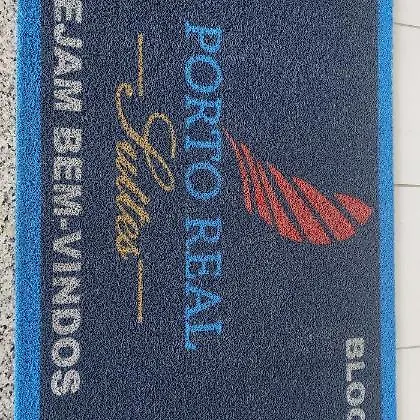 BLOC
PORTO REAL
Suites
EJAM BEM-VINDOS